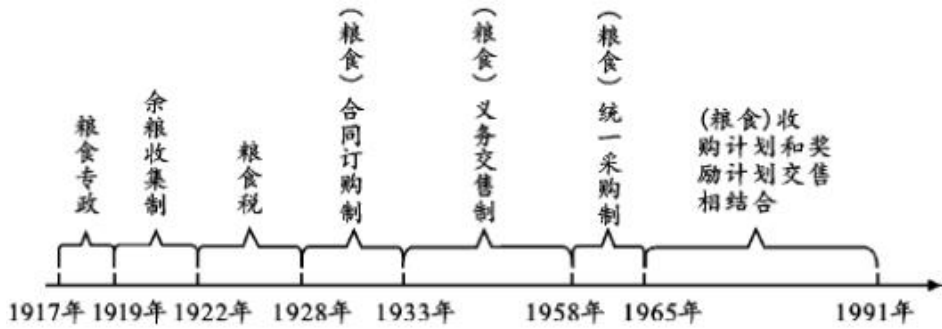 粮食专政
余粮收集制
粮食税
(粮食)合同订购制
(粮食)义务交售制
(粮食)统一采购制
(粮食)收
购计划和奖
励计划交售
相结合
1917年 1919年 1922年 1928年 1933年 1958年 1965年 1991年